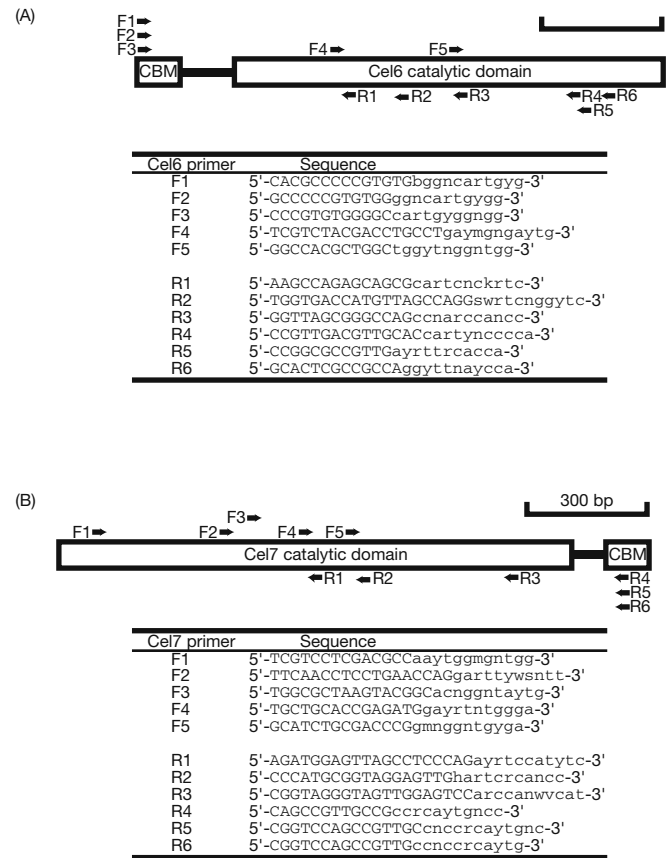 (A)
F1
F2
F3
F4
F5
CBM
Cel6 catalytic domain
R1
R2
R3
R4
R6
R5
Cel6 primer Sequence
F1 5'-CACGCCCCCGTGTGbggncartgyg-3'
F2 5'-GCCCCCGTGTGGggncartgygg-3'
F3 5'-CCCGTGTGGGGCcartgyggngg-3'
F4 5'-TCGTCTACGACCTGCCTgaymgngaytg-3'
F5 5'-GGCCACGCTGGCtggytnggntgg-3'
R1 5'-AAGCCAGAGCAGCGcartcnckrtc-3'
R2 5'-TGGTGACCATGTTAGCCAGGswrtcnggytc-3'
R3 5'-GGTTAGCGGGCCAGccnarccancc-3'
R4 5'-CCGTTGACGTTGCACcartyncccca-3'
R5 5'-CCGGCGCCGTTGayrttrcacca-3'
R6 5'-GCACTCGCCGCCAggyttnaycca-3'
(B)
300 bp
F3
F1
F2
F4
F5
Cel7 catalytic domain
CBM
R1
R2
R3
R4
R5
R6
Cel7 primer Sequence
F1 5'-TCGTCCTCGACGCCaaytggmgntgg-3'
F2 5'-TTCAACCTCCTGAACCAGgarttywsntt-3'
F3 5'-TGGCGCTAAGTACGGCacnggntaytg-3'
F4 5'-TGCTGCACCGAGATGgayrtntggga-3'
F5 5'-GCATCTGCGACCCGgmnggntgyga-3'
R1 5'-AGATGGAGTTAGCCTCCCAGayrtccatytc-3'
R2 5'-CCCATGCGGTAGGAGTTGhartcrcancc-3'
R3 5'-CGGTAGGGTAGTTGGAGTCCarccanwvcat-3'
R4 5'-CAGCCGTTGCCGccrcaytgncc-3'
R5 5'-CGGTCCAGCCGTTGCcnccrcaytgnc-3'
R6 5'-CGGTCCAGCCGTTGCcnccrcaytg-3'